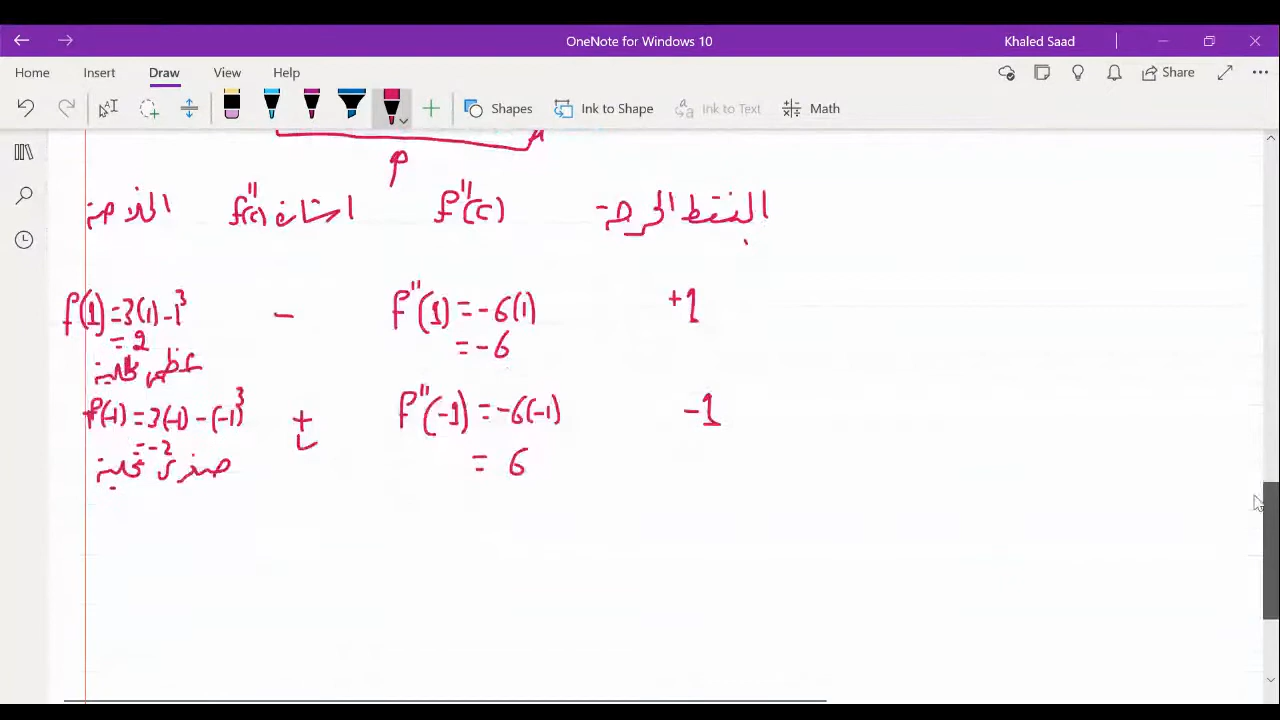 OneNote for Windows 10
Khaled Saad
Home Insert Draw View Help
Share
Shapes Ink to Shape Ink to Text Math
النقط الحرجة f''(c) اشارة f''(c) الخلاصة
+1 f''(1) = -6(1) - f(1) = 3(1) - 1³
= -6 = 2
عظمى محلية
-1 f''(-1) = -6(-1) + f(-1) = 3(-1) - (-1)³
= 6 = -2
صغرى محلية